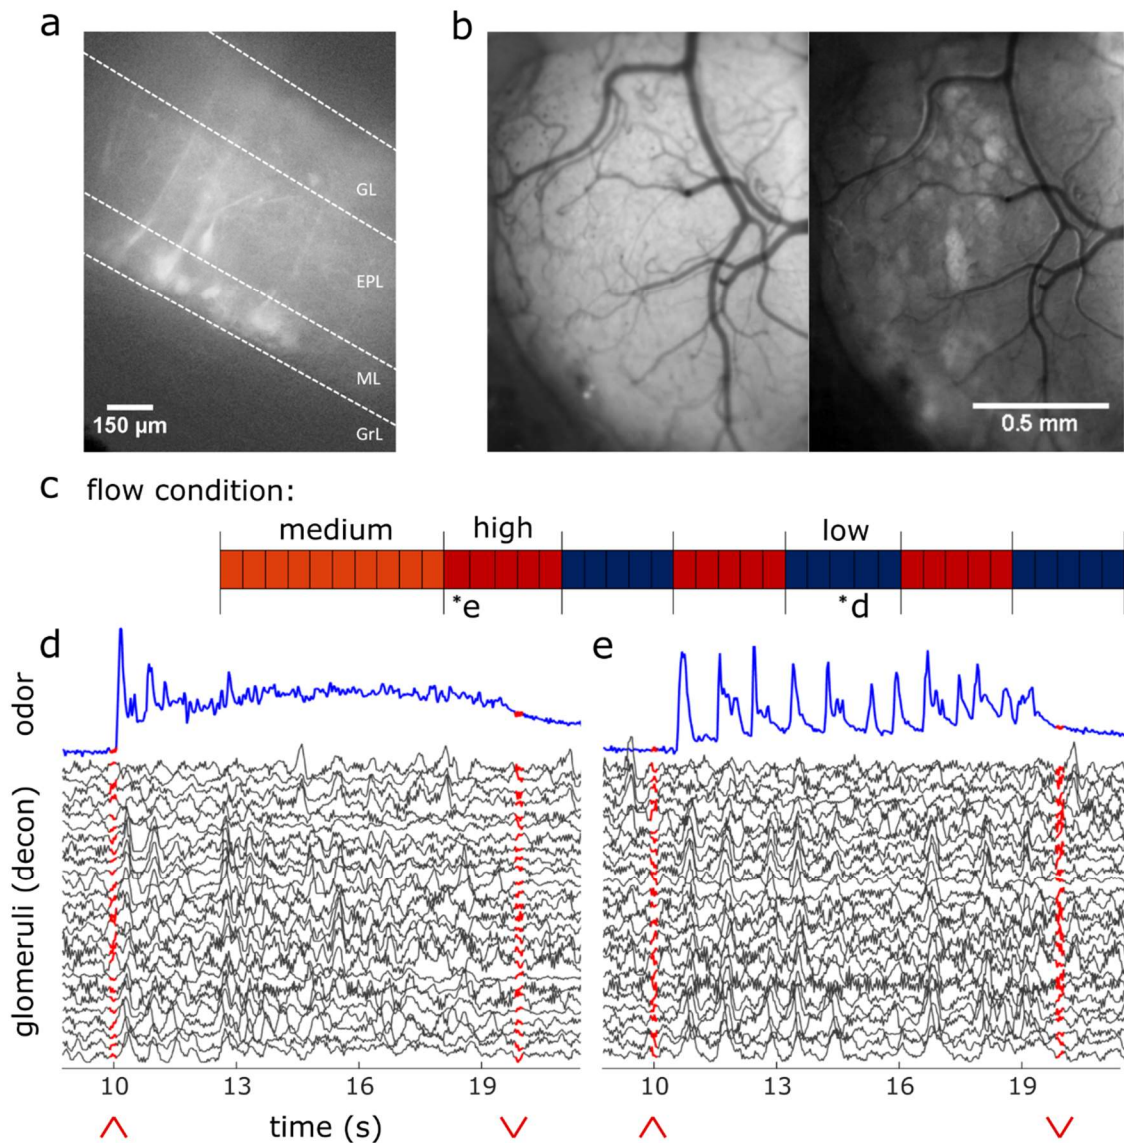 a
GL
EPL
ML
GrL
150 µm
b
0.5 mm
c flow condition:
medium high low
*e *d
d
e
odor
glomeruli (decon)
10 13 16 19
10 13 16 19
time (s)